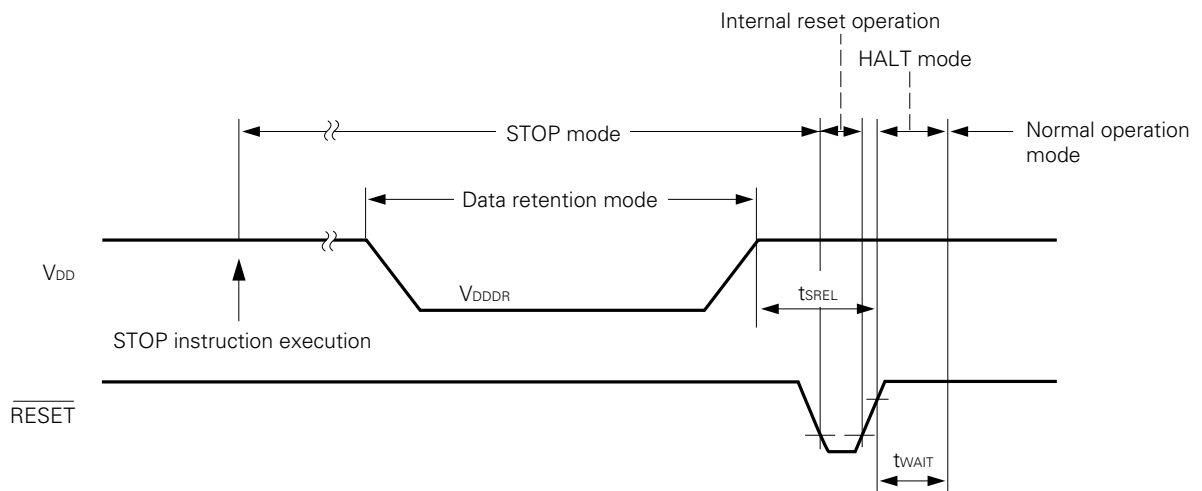 Internal reset operation
HALT mode
STOP mode
Normal operation
mode
Data retention mode
VDD
VDDDR
tSREL
STOP instruction execution
RESET
tWAIT